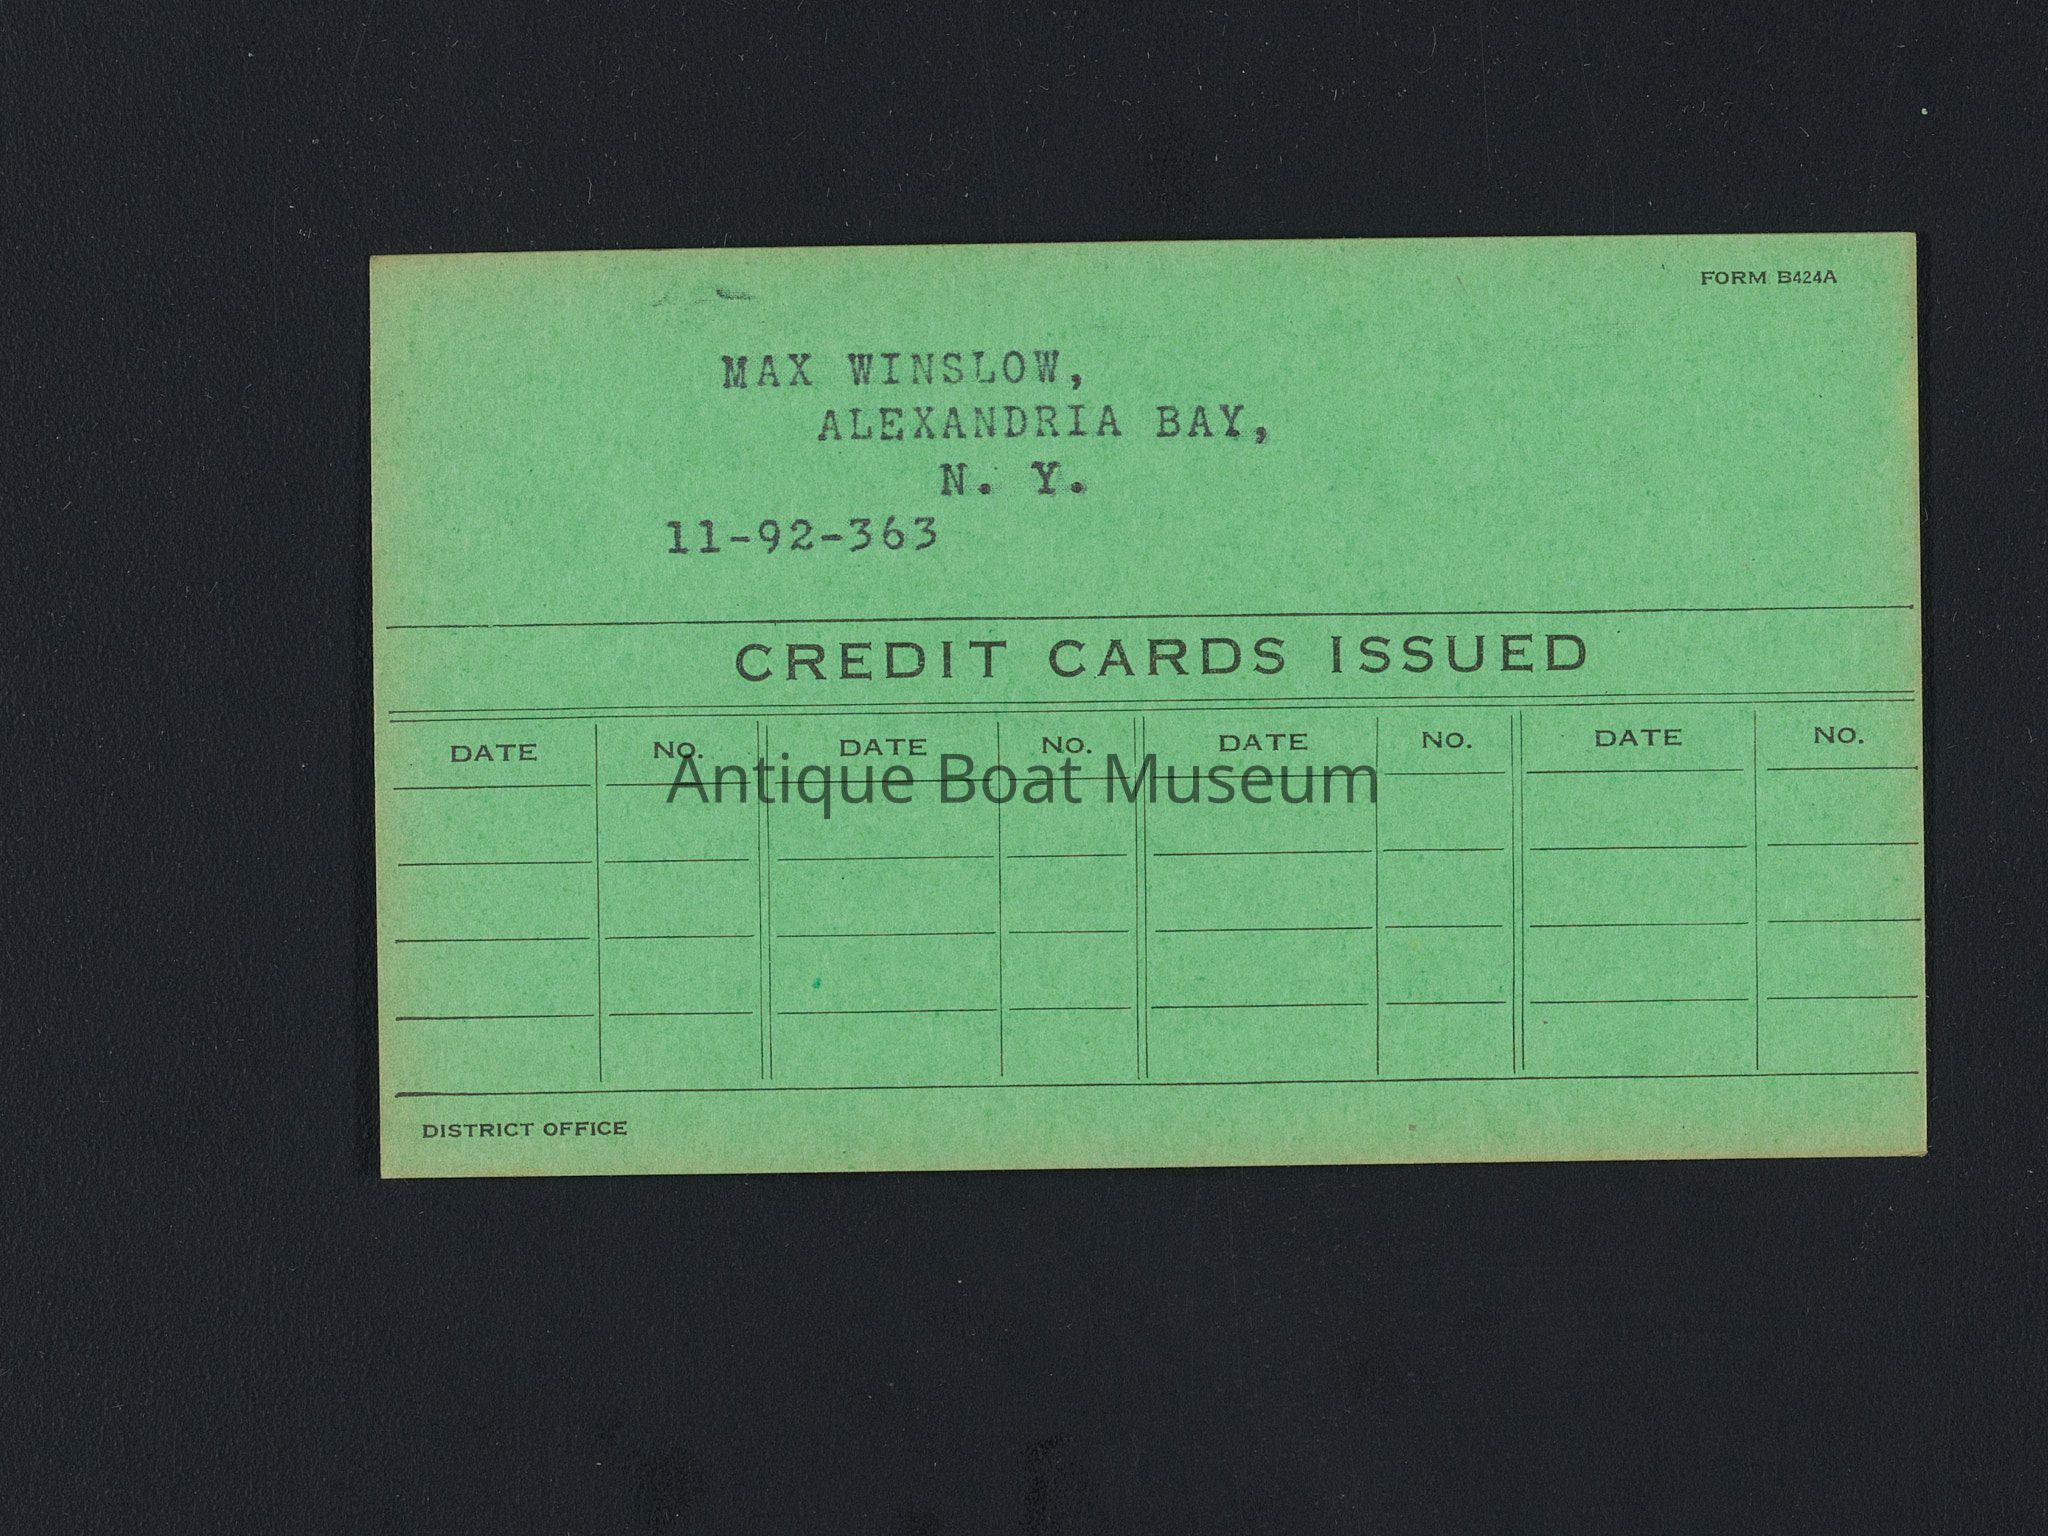 FORM B424A
MAX WINSLOW,
ALEXANDRIA BAY,
N. Y.
11-92-363
CREDIT CARDS ISSUED
DATE NO. DATE NO. DATE NO. DATE NO.
Antique Boat Museum
DISTRICT OFFICE